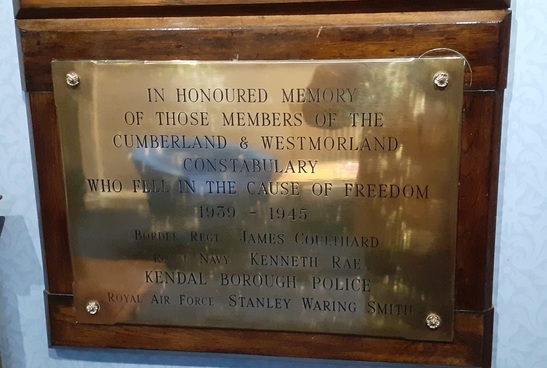 IN HONOURED MEMORY
OF THOSE MEMBERS OF THE
CUMBERLAND & WESTMORLAND
CONSTABULARY
WHO FELL IN THE CAUSE OF FREEDOM
1939 - 1945
BORDER REGT. JAMES COULTHARD
R. NAVY KENNETH RAE
KENDAL BOROUGH POLICE
ROYAL AIR FORCE STANLEY WARING SMITH